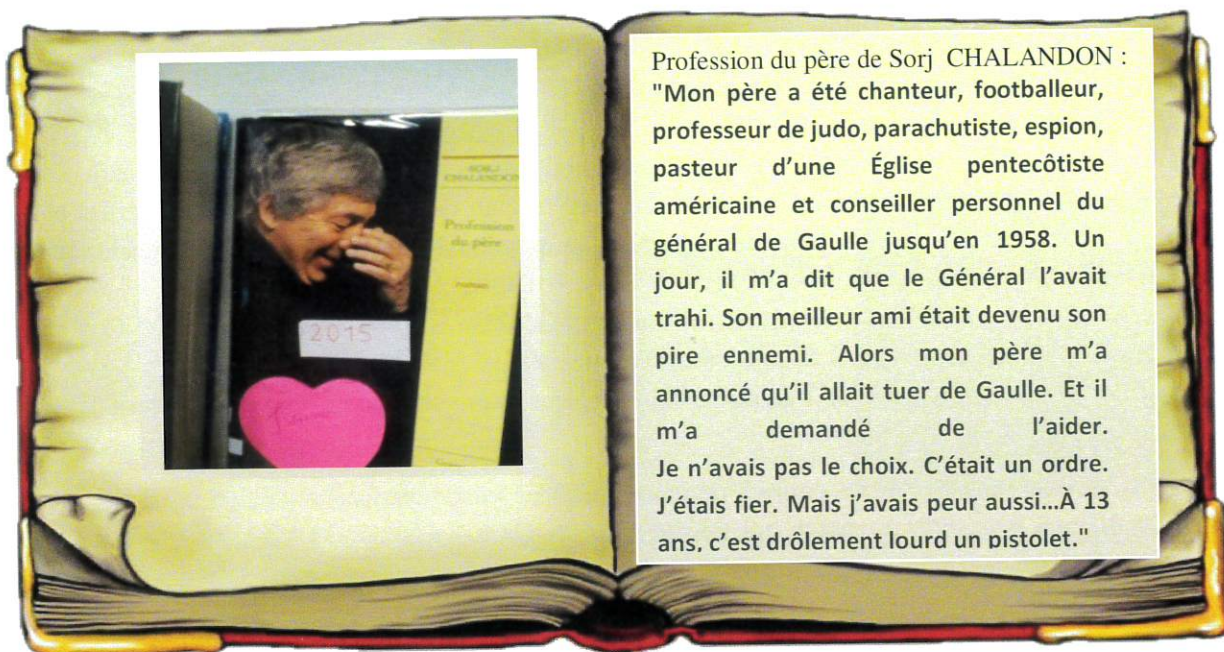 SORJ
CHALANDON
Profession
du père
roman
2015
Profession du père de Sorj CHALANDON :
"Mon père a été chanteur, footballeur,
professeur de judo, parachutiste, espion,
pasteur d'une Église pentecôtiste
américaine et conseiller personnel du
général de Gaulle jusqu'en 1958. Un
jour, il m'a dit que le Général l'avait
trahi. Son meilleur ami était devenu son
pire ennemi. Alors mon père m'a
annoncé qu'il allait tuer de Gaulle. Et il
m'a demandé de l'aider.
Je n'avais pas le choix. C'était un ordre.
J'étais fier. Mais j'avais peur aussi...À 13
ans, c'est drôlement lourd un pistolet."